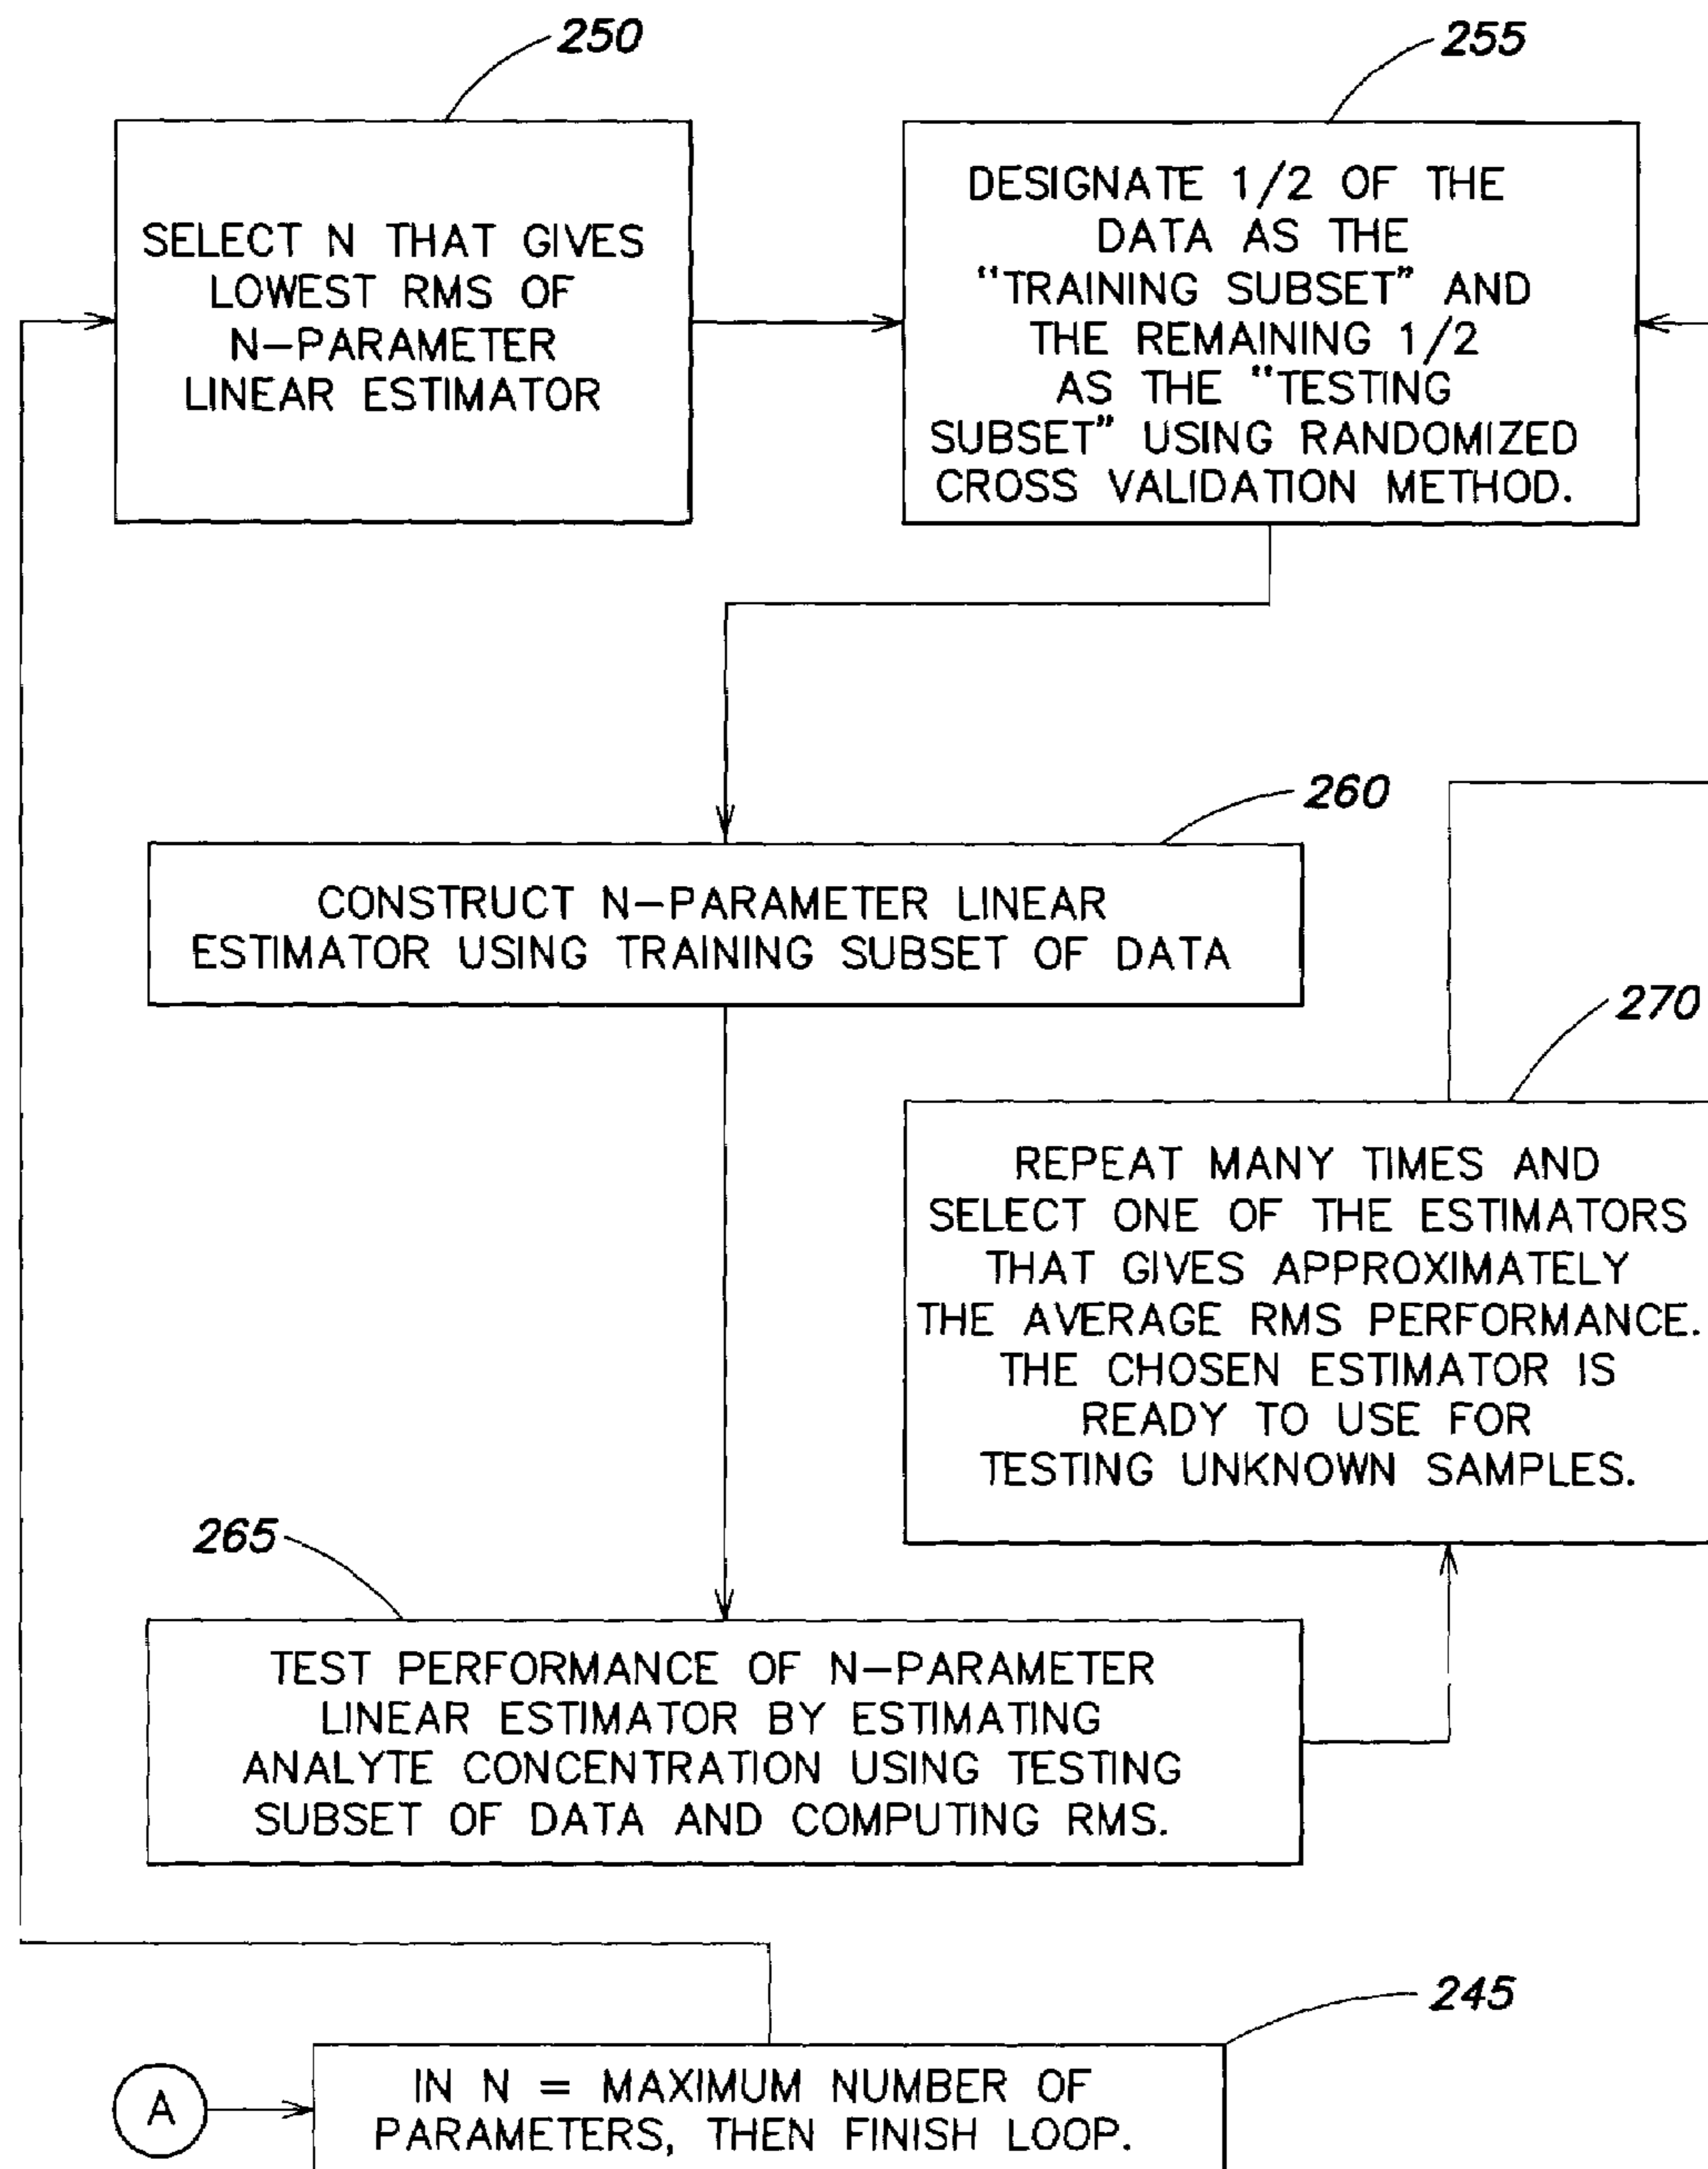 250
SELECT N THAT GIVES
LOWEST RMS OF
N-PARAMETER
LINEAR ESTIMATOR
255
DESIGNATE 1/2 OF THE
DATA AS THE
"TRAINING SUBSET" AND
THE REMAINING 1/2
AS THE "TESTING
SUBSET" USING RANDOMIZED
CROSS VALIDATION METHOD.
260
CONSTRUCT N-PARAMETER LINEAR
ESTIMATOR USING TRAINING SUBSET OF DATA
270
REPEAT MANY TIMES AND
SELECT ONE OF THE ESTIMATORS
THAT GIVES APPROXIMATELY
THE AVERAGE RMS PERFORMANCE.
THE CHOSEN ESTIMATOR IS
READY TO USE FOR
TESTING UNKNOWN SAMPLES.
265
TEST PERFORMANCE OF N-PARAMETER
LINEAR ESTIMATOR BY ESTIMATING
ANALYTE CONCENTRATION USING TESTING
SUBSET OF DATA AND COMPUTING RMS.
245
A
IN N = MAXIMUM NUMBER OF
PARAMETERS, THEN FINISH LOOP.